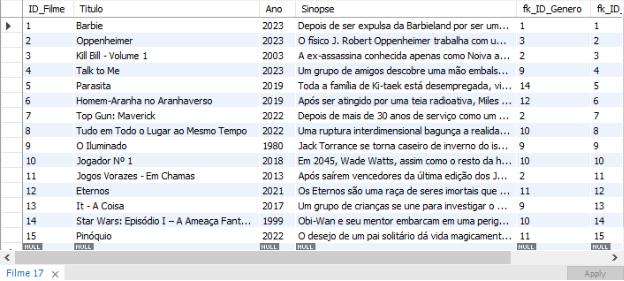 ID_Filme Titulo Ano Sinopse fk_ID_Genero fk_ID_
1 Barbie 2023 Depois de ser expulsa da Barbieland por ser um... 1 1
2 Oppenheimer 2023 O físico J. Robert Oppenheimer trabalha com u... 3 2
3 Kill Bill - Volume 1 2003 A ex-assassina conhecida apenas como Noiva a... 2 3
4 Talk to Me 2023 Um grupo de amigos descobre uma mão embals... 9 4
5 Parasita 2019 Toda a família de Ki-taek está desempregada, vi... 14 5
6 Homem-Aranha no Aranhaverso 2019 Após ser atingido por uma teia radioativa, Miles ... 12 6
7 Top Gun: Maverick 2022 Depois de mais de 30 anos de serviço como um ... 2 7
8 Tudo em Todo o Lugar ao Mesmo Tempo 2022 Uma ruptura interdimensional bagunça a realida... 10 8
9 O Iluminado 1980 Jack Torrance se torna caseiro de inverno do is... 9 9
10 Jogador Nº 1 2018 Em 2045, Wade Watts, assim como o resto da h... 10 10
11 Jogos Vorazes - Em Chamas 2013 Após saírem vencedores da última edição dos J... 2 11
12 Eternos 2021 Os Eternos são uma raça de seres imortais que ... 11 12
13 It - A Coisa 2017 Um grupo de crianças se une para investigar o ... 9 13
14 Star Wars: Episódio I – A Ameaça Fant... 1999 Obi-Wan e seu mentor embarcam em uma perig... 10 14
15 Pinóquio 2022 O desejo de um pai solitário dá vida magicament... 11 15
NULL NULL NULL NULL NULL NULL
Filme 17 Apply